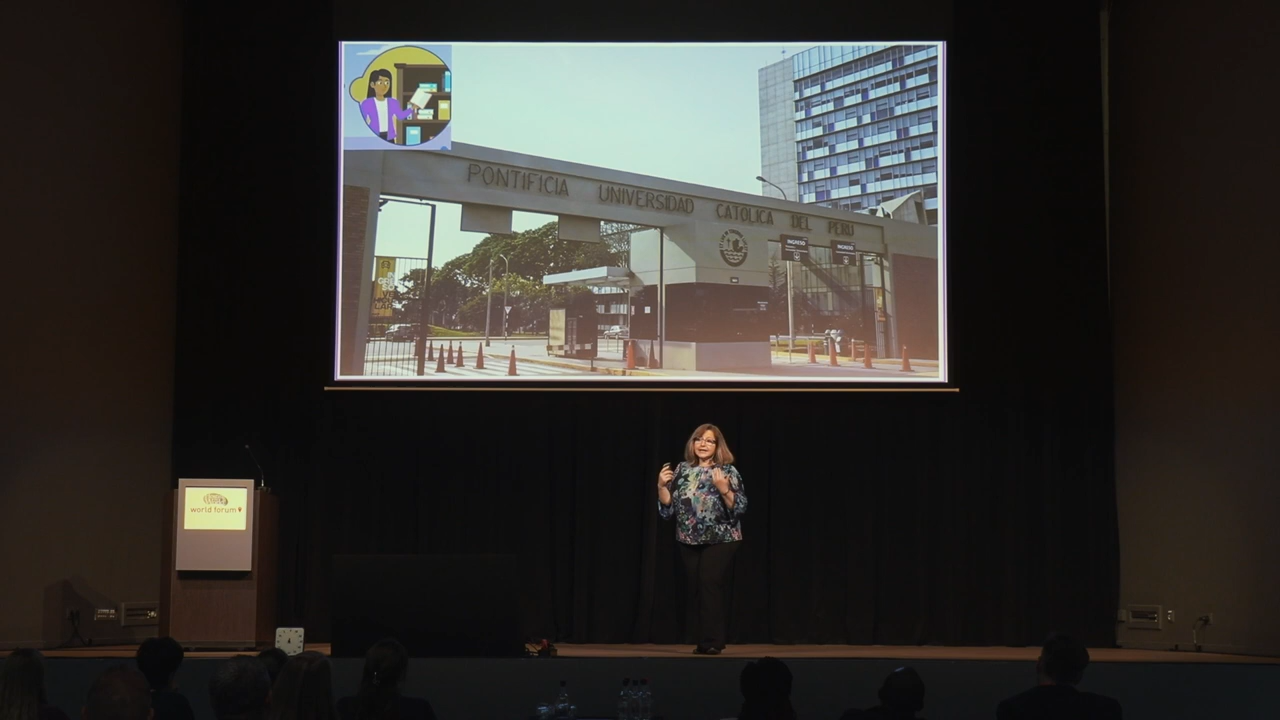 PONTIFICIA UNIVERSIDAD CATOLICA DEL PERU
INGRESO
INGRESO
world forum